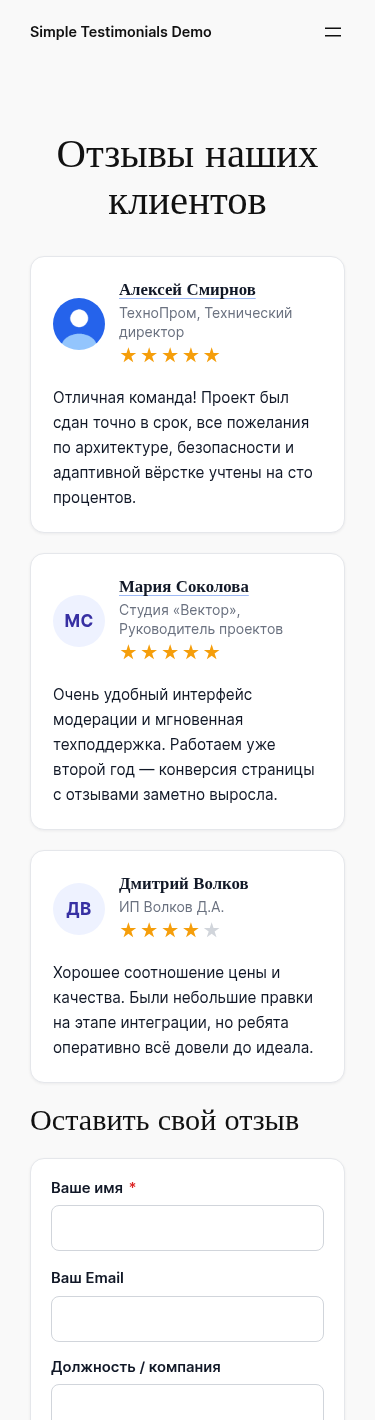 Simple Testimonials Demo
Отзывы наших
клиентов
Алексей Смирнов
ТехноПром, Технический
директор
★★★★★
Отличная команда! Проект был
сдан точно в срок, все пожелания
по архитектуре, безопасности и
адаптивной вёрстке учтены на сто
процентов.
МС
Мария Соколова
Студия «Вектор»,
Руководитель проектов
★★★★★
Очень удобный интерфейс
модерации и мгновенная
техподдержка. Работаем уже
второй год — конверсия страницы
с отзывами заметно выросла.
ДВ
Дмитрий Волков
ИП Волков Д.А.
★★★★★
Хорошее соотношение цены и
качества. Были небольшие правки
на этапе интеграции, но ребята
оперативно всё довели до идеала.
Оставить свой отзыв
Ваше имя *
Ваш Email
Должность / компания